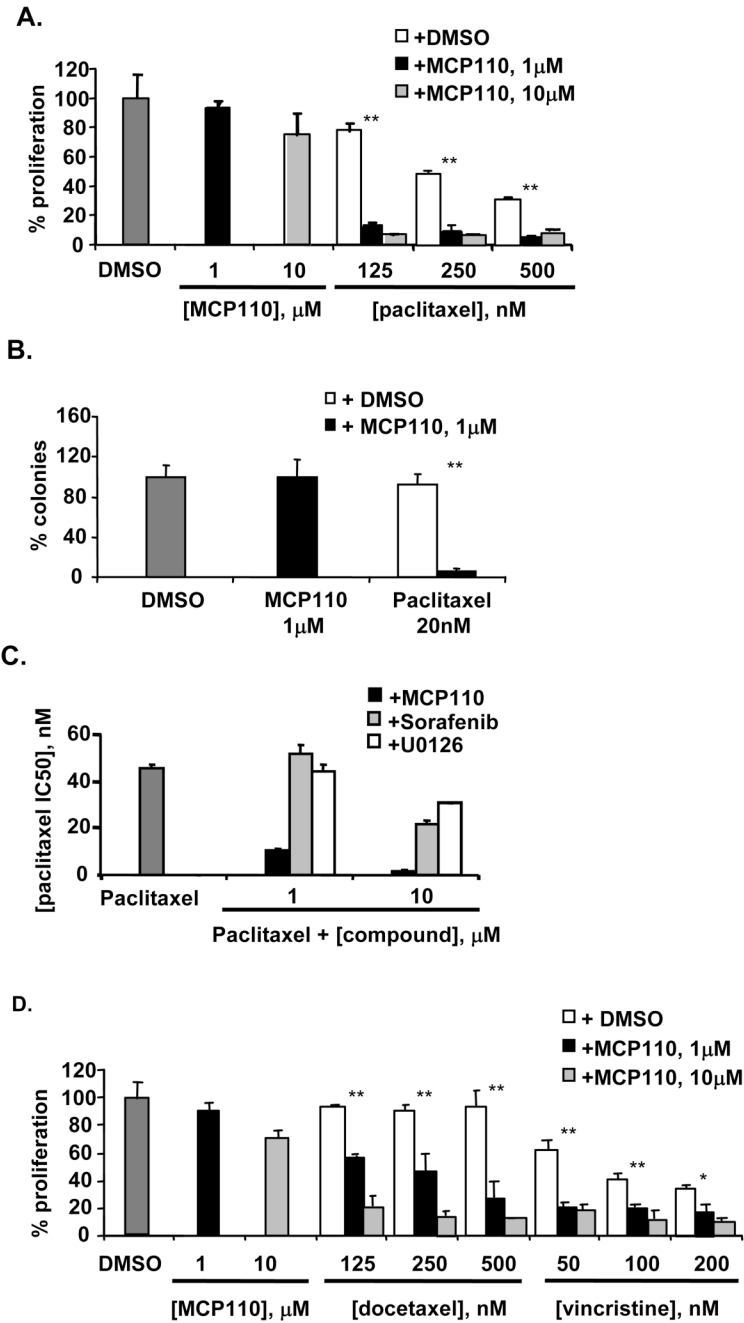 A.
+DMSO
+MCP110, 1μM
+MCP110, 10μM
% proliferation
120
100
80
60
40
20
0
**
**
**
DMSO
1
10
125
250
500
[MCP110], μM
[paclitaxel], nM
B.
+ DMSO
+ MCP110, 1μM
% colonies
160
120
80
40
0
**
DMSO
MCP110
1μM
Paclitaxel
20nM
C.
+MCP110
+Sorafenib
+U0126
[paclitaxel IC50], nM
60
40
20
0
Paclitaxel
1
10
Paclitaxel + [compound], μM
D.
+ DMSO
+MCP110, 1μM
+MCP110, 10μM
% proliferation
120
100
80
60
40
20
0
**
**
**
**
**
*
DMSO
1
10
125
250
500
50
100
200
[MCP110], μM
[docetaxel], nM
[vincristine], nM